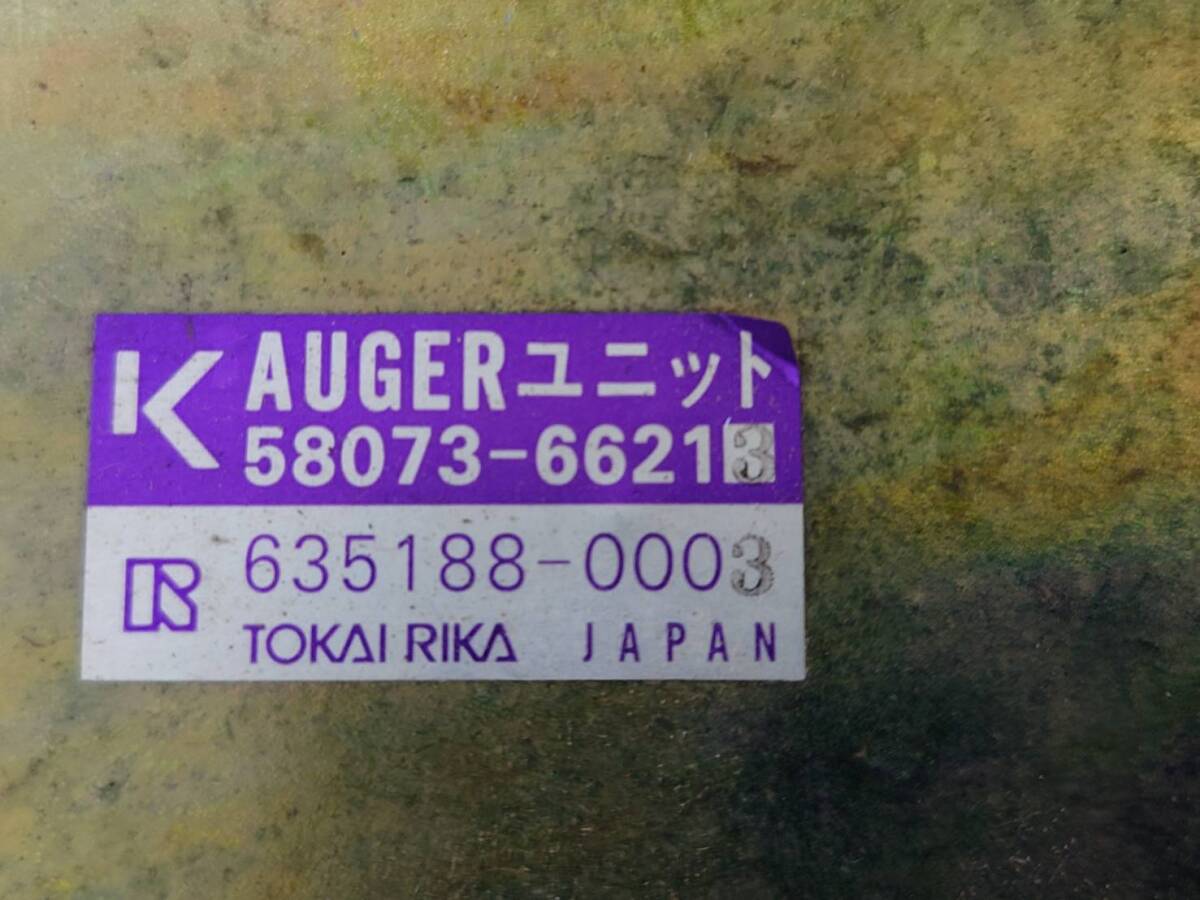 K AUGERユニット
58073-66213
R 635188-0003
TOKAI RIKA JAPAN